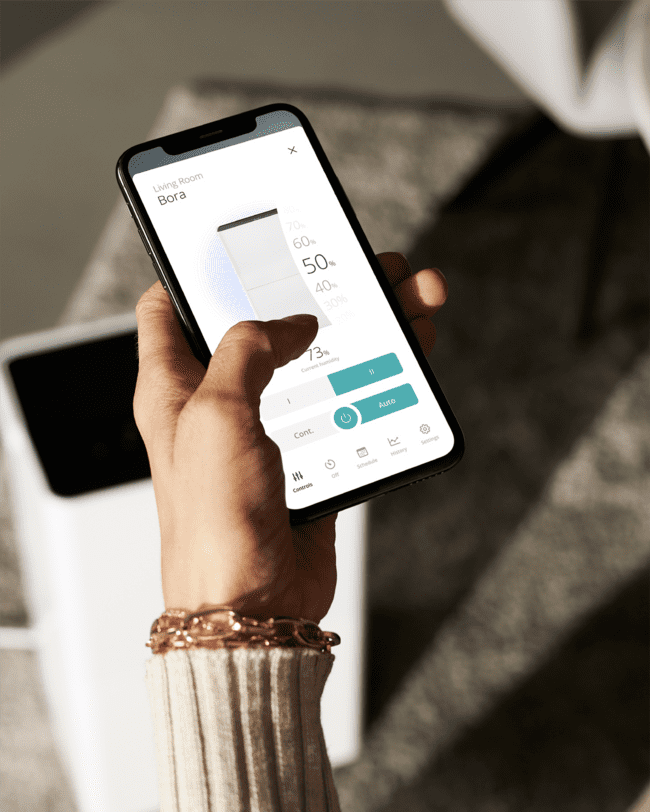 Living Room
Bora
70%
60%
50%
40%
30%
73%
Current humidity
I
II
Cont.
Auto
Controls
Off
Schedule
History
Settings